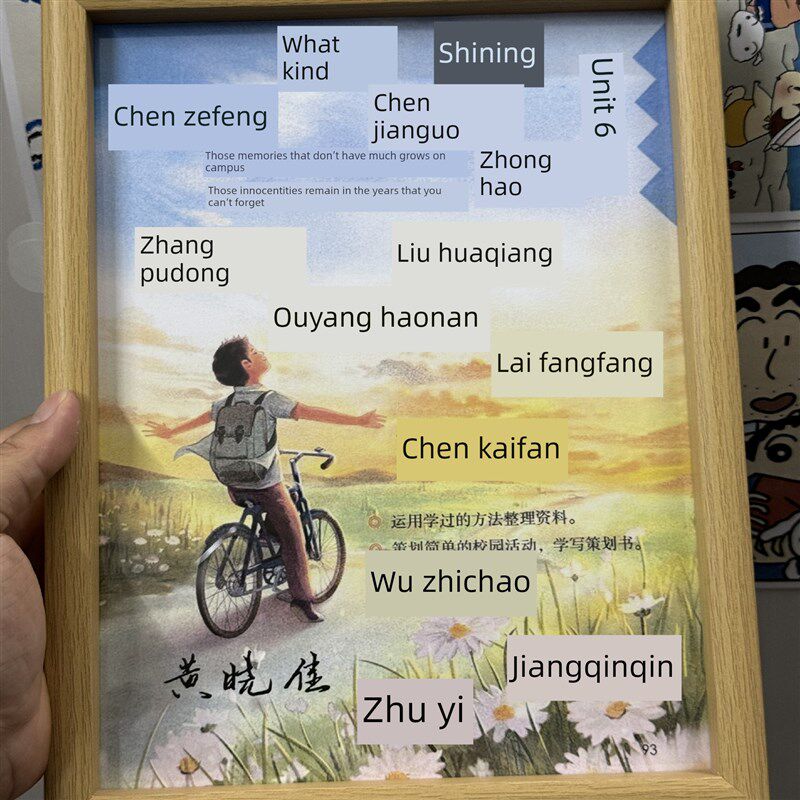 What
kind
Shining
Unit 6
Chen zefeng
Chen
jianguo
Those memories that don't have much grows on
campus
Zhong
hao
Those innocentities remain in the years that you
can't forget
Zhang
pudong
Liu huaqiang
Ouyang haonan
Lai fangfang
Chen kaifan
运用学过的方法整理资料。
策划简单的校园活动，学写策划书。
Wu zhichao
黄晓佳
Jiangqinqin
Zhu yi
93